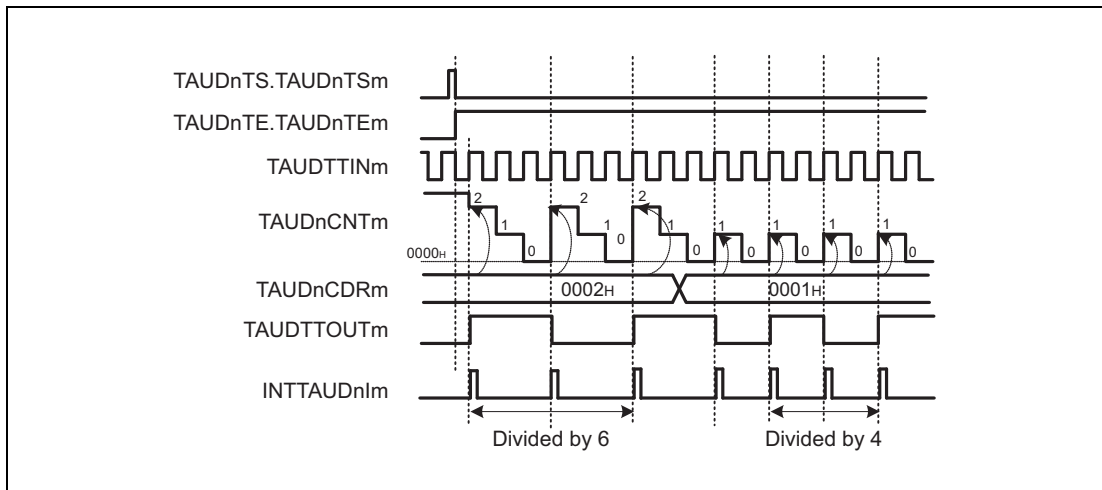 TAUDnTS.TAUDnTSm
TAUDnTE.TAUDnTEm
TAUDTTINm
TAUDnCNTm
2
1
0
2
1
0
2
1
0
1
0
1
0
1
0
1
0
0000H
TAUDnCDRm
0002H
0001H
TAUDTTOUTm
INTTAUDnIm
Divided by 6
Divided by 4